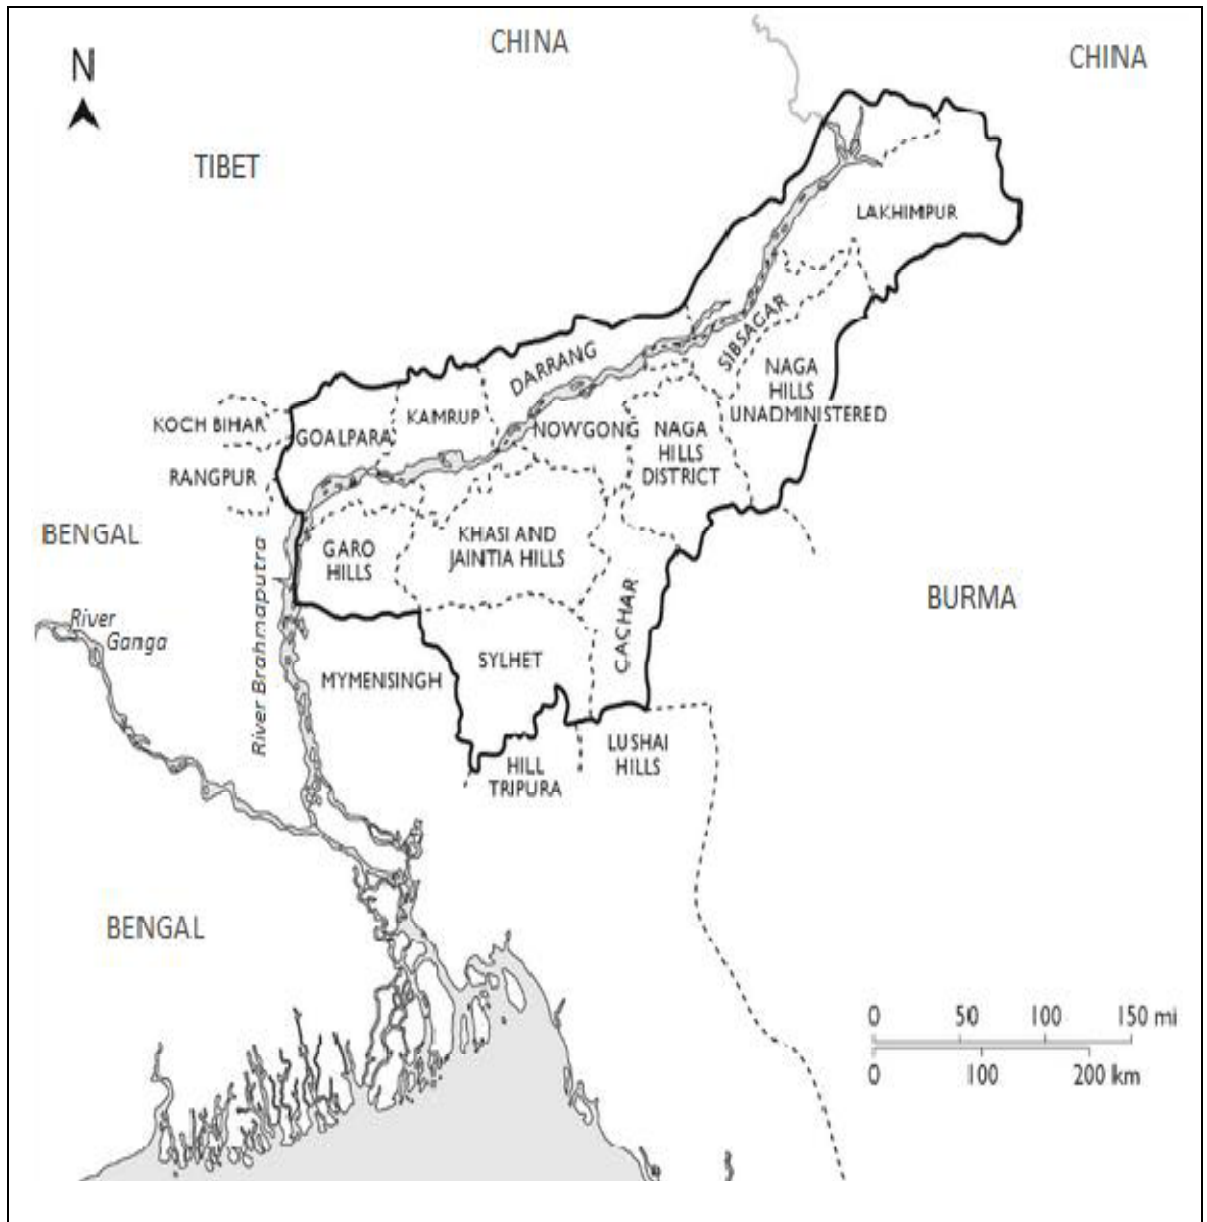 CHINA
CHINA
N
TIBET
LAKHIMPUR
SIBSAGAR
DARRANG
NAGA
HILLS
UNADMINISTERED
KOCH BIHAR
GOALPARA
KAMRUP
NOWGONG
NAGA
HILLS
DISTRICT
RANGPUR
BENGAL
GARO
HILLS
KHASI AND
JAINTIA HILLS
River Brahmaputra
BURMA
River
Ganga
CACHAR
SYLHET
MYMENSINGH
LUSHAI
HILLS
HILL
TRIPURA
BENGAL
0 50 100 150 mi
0 100 200 km